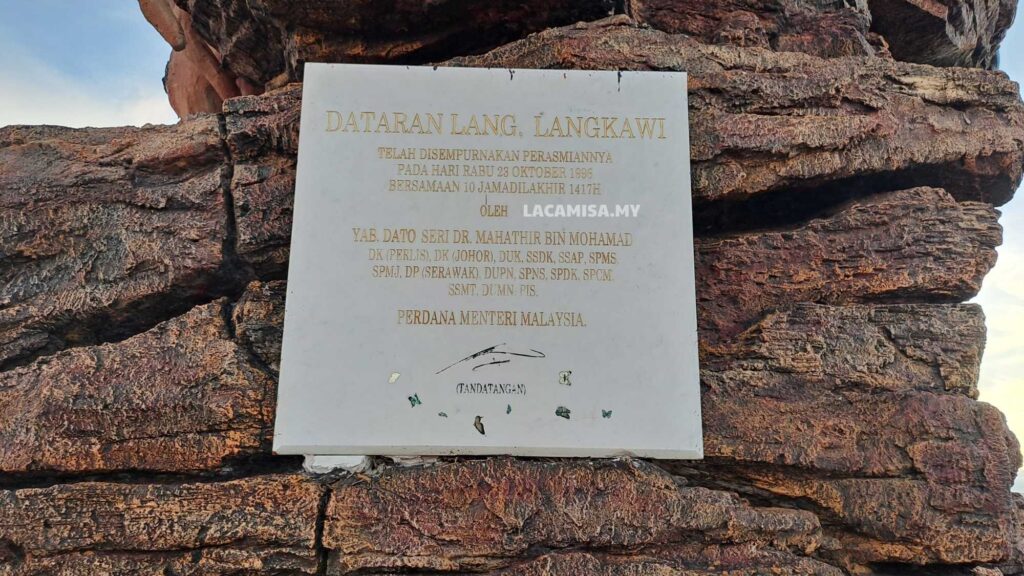 DATARAN LANG, LANGKAWI
TELAH DISEMPURNAKAN PERASMIANNYA
PADA HARI RABU 23 OKTOBER 1996
BERSAMAAN 10 JAMADILAKHIR 1417H
OLEH
LACAMISA.MY
YAB. DATO SERI DR. MAHATHIR BIN MOHAMAD
DK (PERLIS), DK (JOHOR), DUK, SSDK, SSAP, SPMS,
SPMJ, DP (SERAWAK), DUPN, SPNS, SPDK, SPCM,
SSMT, DUMN, PIS.
PERDANA MENTERI MALAYSIA.
(TANDATANGAN)